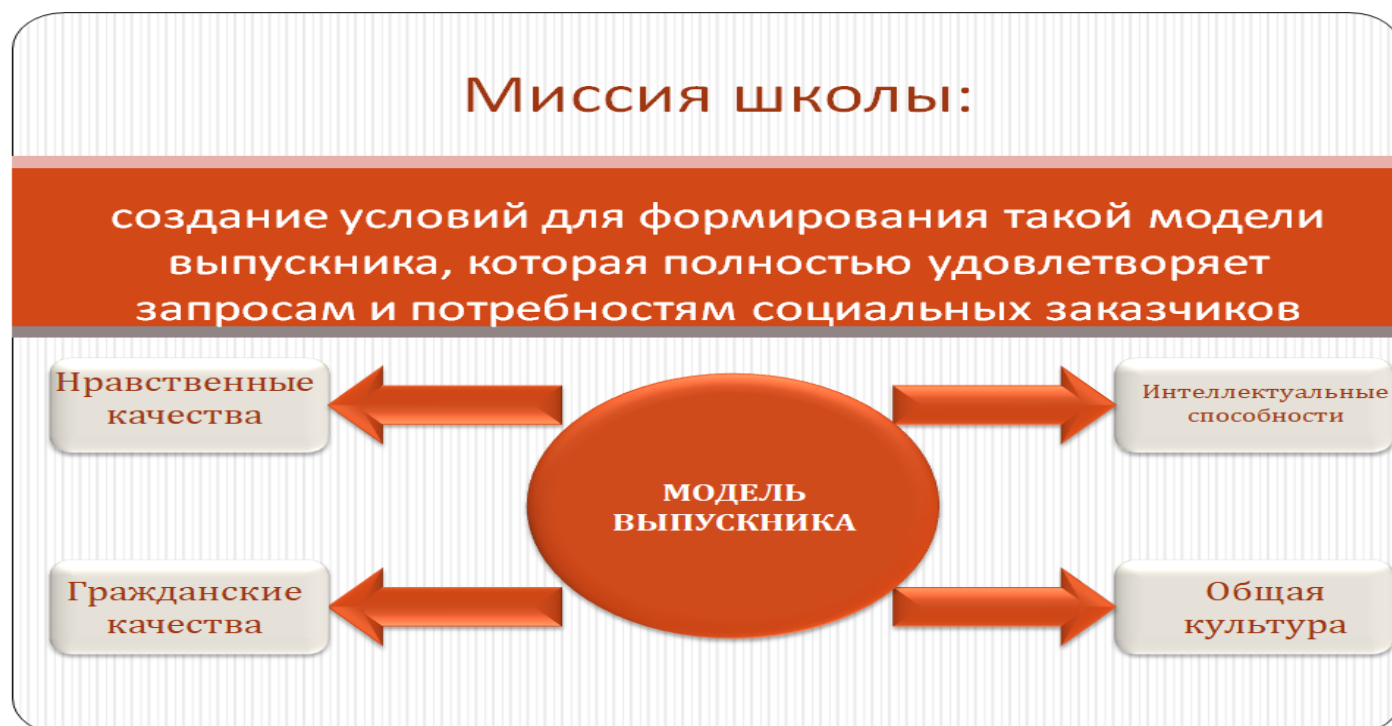 Миссия школы:
создание условий для формирования такой модели
выпускника, которая полностью удовлетворяет
запросам и потребностям социальных заказчиков
Нравственные
качества
Интеллектуальные
способности
МОДЕЛЬ
ВЫПУСКНИКА
Гражданские
качества
Общая
культура